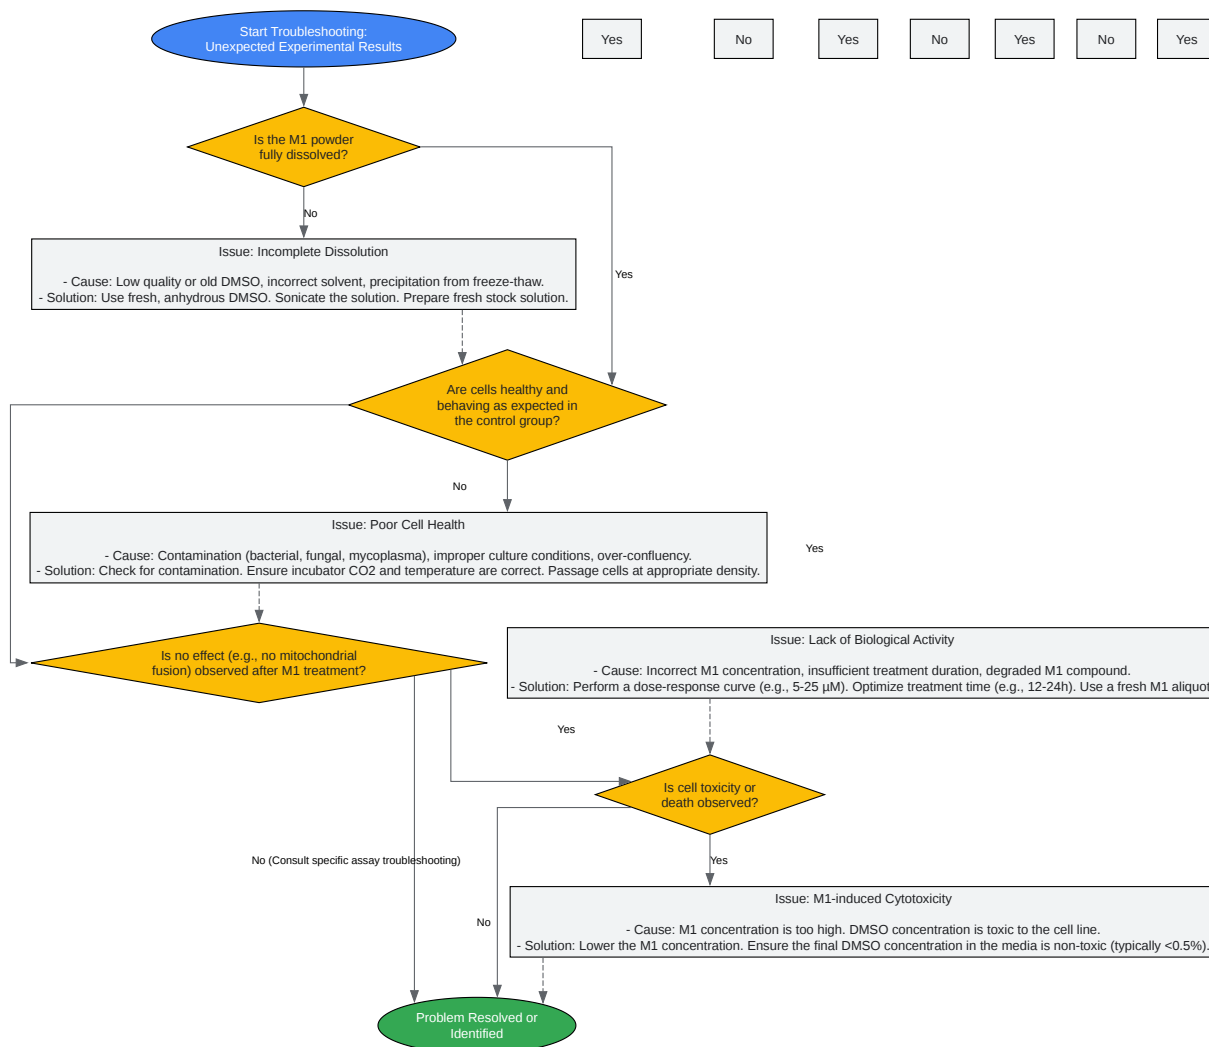 Start Troubleshooting:
Unexpected Experimental Results
Yes
No
Yes
No
Yes
No
Yes
Is the M1 powder
fully dissolved?
No
Issue: Incomplete Dissolution
- Cause: Low quality or old DMSO, incorrect solvent, precipitation from freeze-thaw.
- Solution: Use fresh, anhydrous DMSO. Sonicate the solution. Prepare fresh stock solution.
Yes
Are cells healthy and
behaving as expected in
the control group?
No
Issue: Poor Cell Health
- Cause: Contamination (bacterial, fungal, mycoplasma), improper culture conditions, over-confluency.
- Solution: Check for contamination. Ensure incubator CO2 and temperature are correct. Passage cells at appropriate density.
Yes
Is no effect (e.g., no mitochondrial
fusion) observed after M1 treatment?
Issue: Lack of Biological Activity
- Cause: Incorrect M1 concentration, insufficient treatment duration, degraded M1 compound.
- Solution: Perform a dose-response curve (e.g., 5-25 µM). Optimize treatment time (e.g., 12-24h). Use a fresh M1 aliquot
Yes
Is cell toxicity or
death observed?
No (Consult specific assay troubleshooting)
Yes
Issue: M1-induced Cytotoxicity
- Cause: M1 concentration is too high. DMSO concentration is toxic to the cell line.
- Solution: Lower the M1 concentration. Ensure the final DMSO concentration in the media is non-toxic (typically <0.5%).
No
Problem Resolved or
Identified